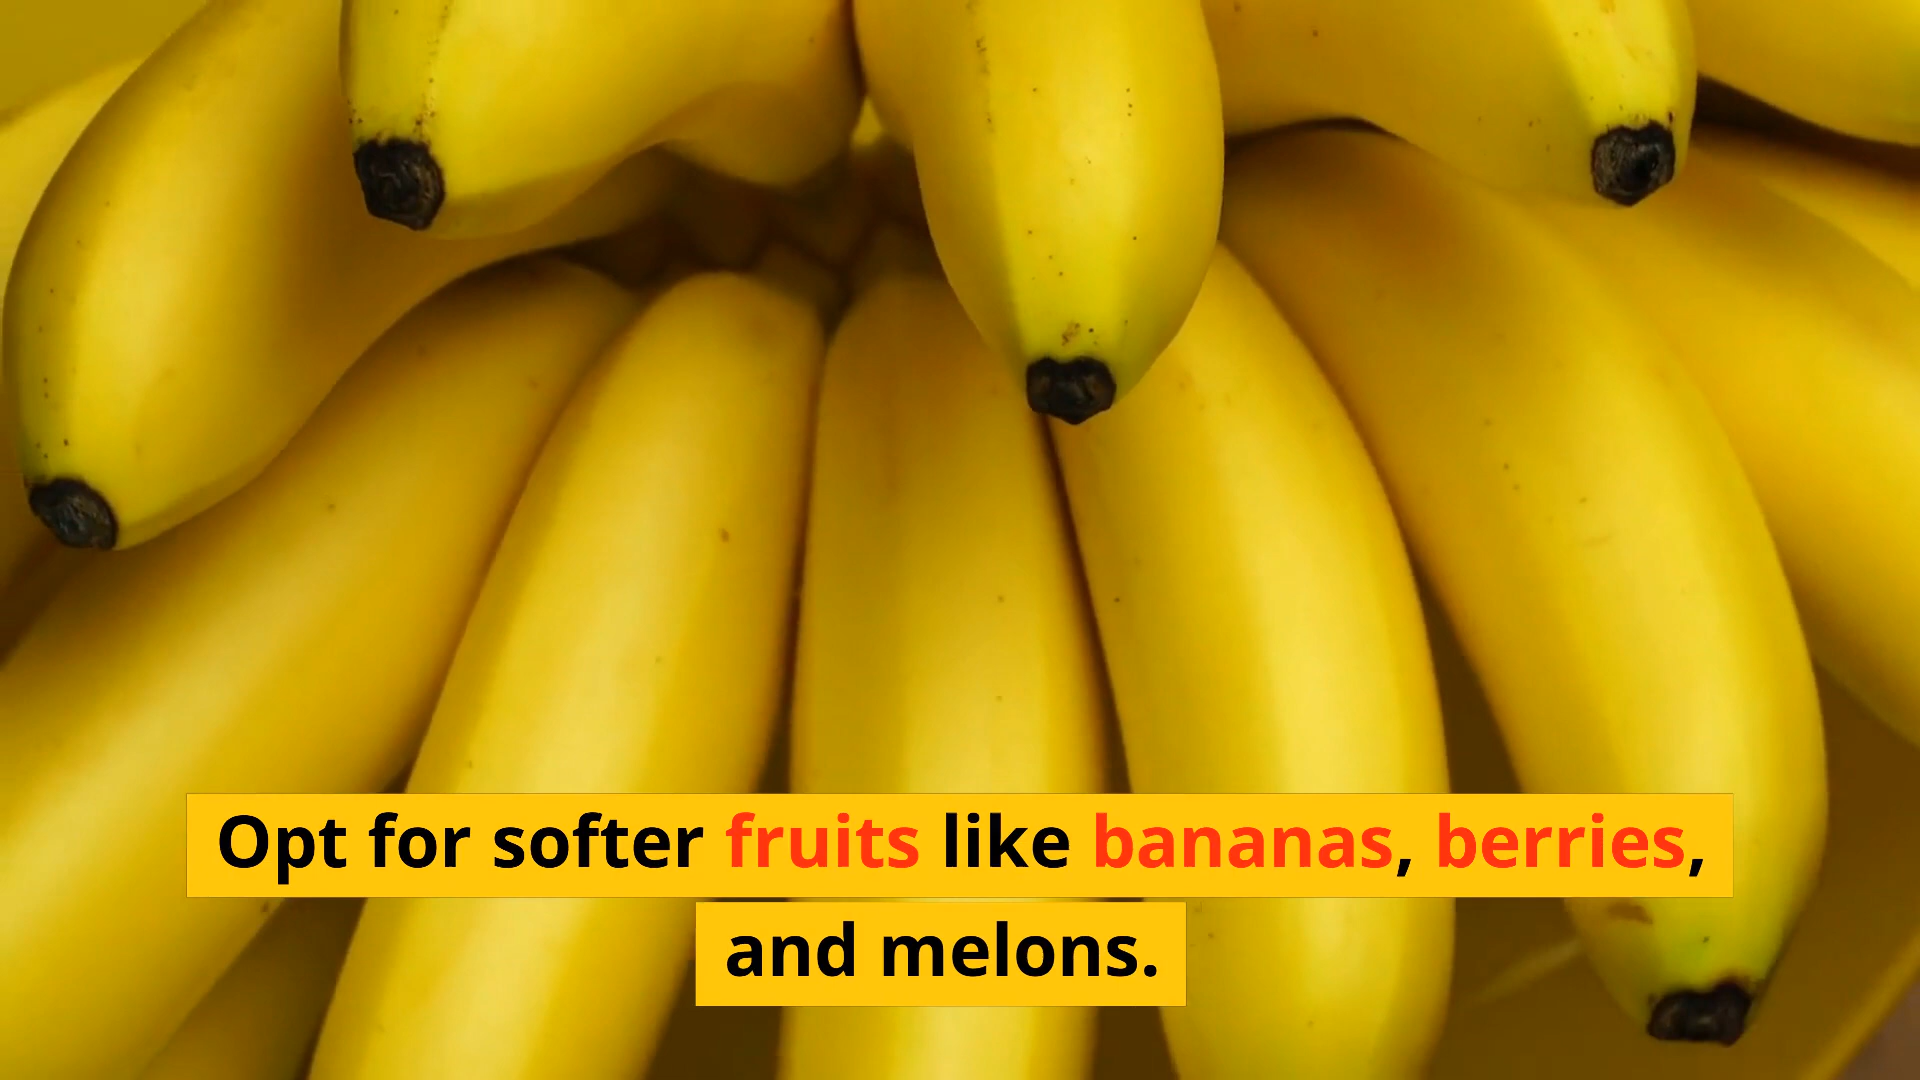 Opt for softer fruits like bananas, berries,
and melons.